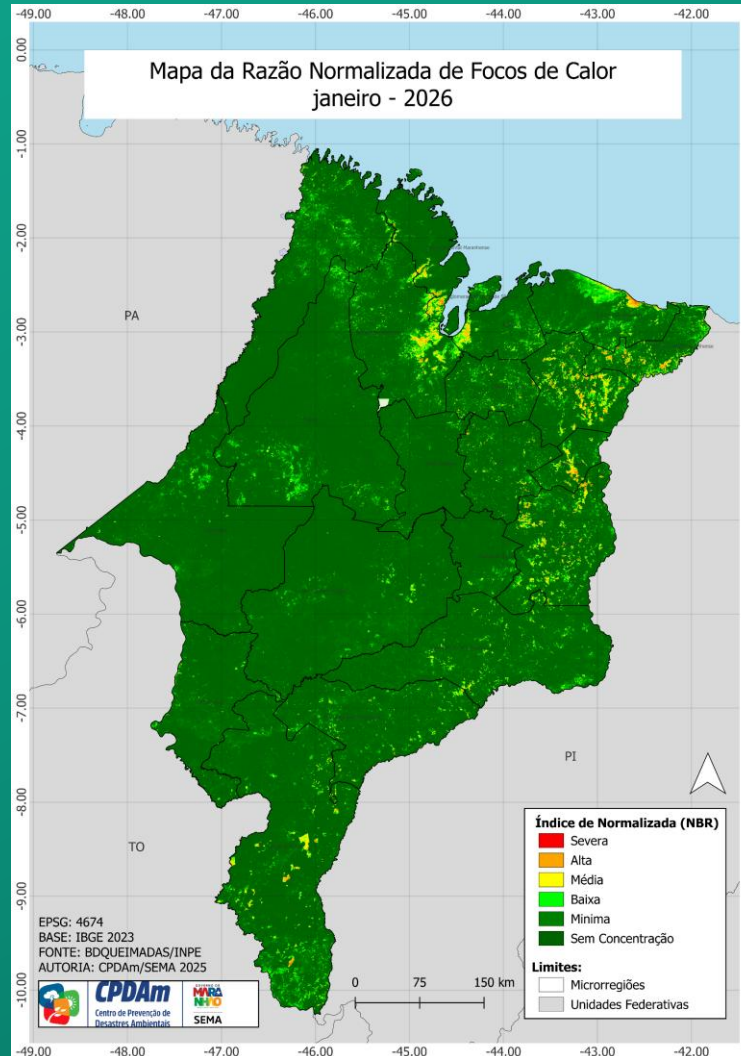 -49.00 -48.00 -47.00 -46.00 -45.00 -44.00 -43.00 -42.00
Mapa da Razão Normalizada de Focos de Calor
janeiro - 2026
0.00
-1.00
-2.00
-3.00
-4.00
-5.00
-6.00
-7.00
-8.00
-9.00
-10.00
PA
PI
TO
Índice de Normalizada (NBR)
Severa
Alta
Média
Baixa
Minima
Sem Concentração
Limites:
Microrregiões
Unidades Federativas
EPSG: 4674
BASE: IBGE 2023
FONTE: BDQUEIMADAS/INPE
AUTORIA: CPDAm/SEMA 2025
CPDAm
Centro de Prevenção de
Desastres Ambientais
GOVERNO DO
MARA
NHÃO
SEMA
0 75 150 km
-49.00 -48.00 -47.00 -46.00 -45.00 -44.00 -43.00 -42.00